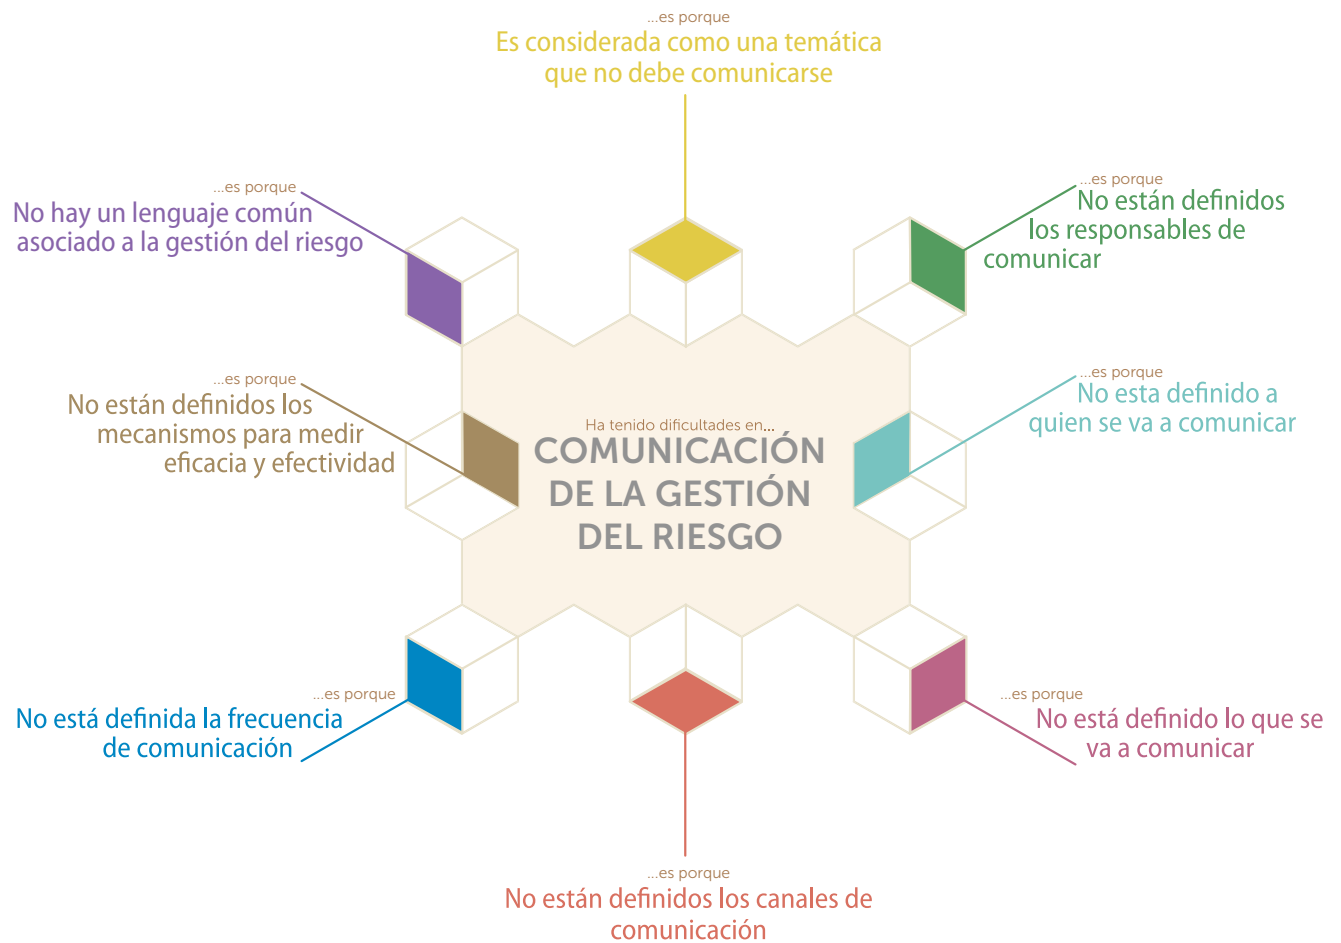 ...es porque
Es considerada como una temática
que no debe comunicarse
...es porque
No hay un lenguaje común
asociado a la gestión del riesgo
...es porque
No están definidos
los responsables de
comunicar
...es porque
No están definidos los
mecanismos para medir
eficacia y efectividad
Ha tenido dificultades en...
COMUNICACIÓN
DE LA GESTIÓN
DEL RIESGO
...es porque
No esta definido a
quien se va a comunicar
...es porque
No está definida la frecuencia
de comunicación
...es porque
No está definido lo que se
va a comunicar
...es porque
No están definidos los canales de
comunicación